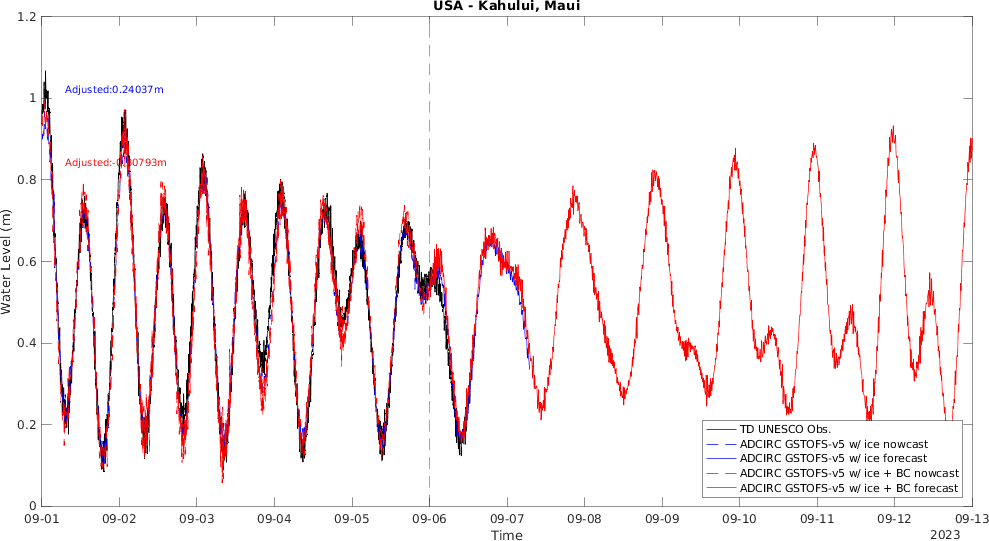 USA - Kahului, Maui
1.2
1
0.8
0.6
0.4
0.2
0
Water Level (m)
Adjusted:0.24037m
Adjusted:-0.00793m
TD UNESCO Obs.
ADCIRC GSTOFS-v5 w/ ice nowcast
ADCIRC GSTOFS-v5 w/ ice forecast
ADCIRC GSTOFS-v5 w/ ice + BC nowcast
ADCIRC GSTOFS-v5 w/ ice + BC forecast
09-01 09-02 09-03 09-04 09-05 09-06 09-07 09-08 09-09 09-10 09-11 09-12 09-13
Time
2023